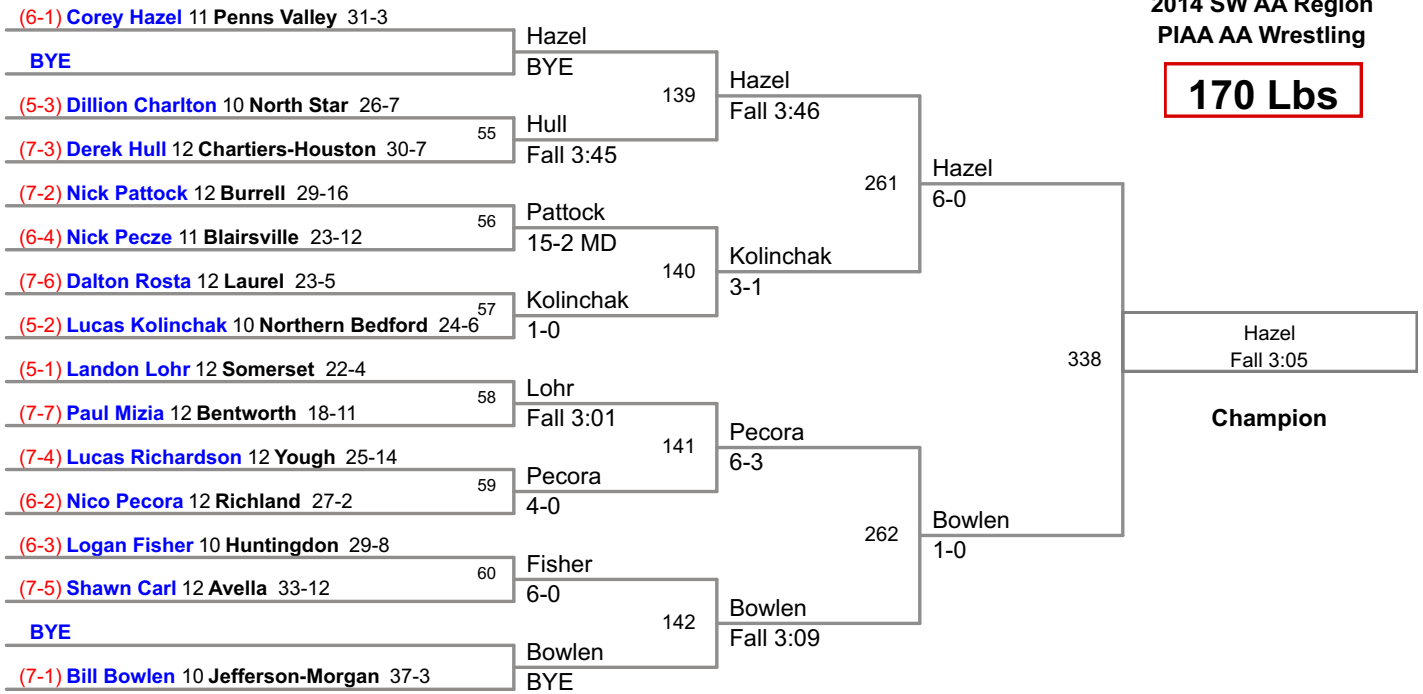 2014 SW AA Region
PIAA AA Wrestling
170 Lbs
(6-1) Corey Hazel 11 Penns Valley 31-3
BYE
(5-3) Dillion Charlton 10 North Star 26-7
(7-3) Derek Hull 12 Chartiers-Houston 30-7
(7-2) Nick Pattock 12 Burrell 29-16
(6-4) Nick Pecze 11 Blairsville 23-12
(7-6) Dalton Rosta 12 Laurel 23-5
(5-2) Lucas Kolinchak 10 Northern Bedford 24-6
(5-1) Landon Lohr 12 Somerset 22-4
(7-7) Paul Mizia 12 Bentworth 18-11
(7-4) Lucas Richardson 12 Yough 25-14
(6-2) Nico Pecora 12 Richland 27-2
(6-3) Logan Fisher 10 Huntingdon 29-8
(7-5) Shawn Carl 12 Avella 33-12
BYE
(7-1) Bill Bowlen 10 Jefferson-Morgan 37-3
55
56
57
58
59
60
Hazel
BYE
Hull
Fall 3:45
Pattock
15-2 MD
Kolinchak
1-0
Lohr
Fall 3:01
Pecora
4-0
Fisher
6-0
Bowlen
BYE
139
140
141
142
Hazel
Fall 3:46
Kolinchak
3-1
Pecora
6-3
Bowlen
Fall 3:09
261
262
Hazel
6-0
Bowlen
1-0
338
Hazel
Fall 3:05
Champion